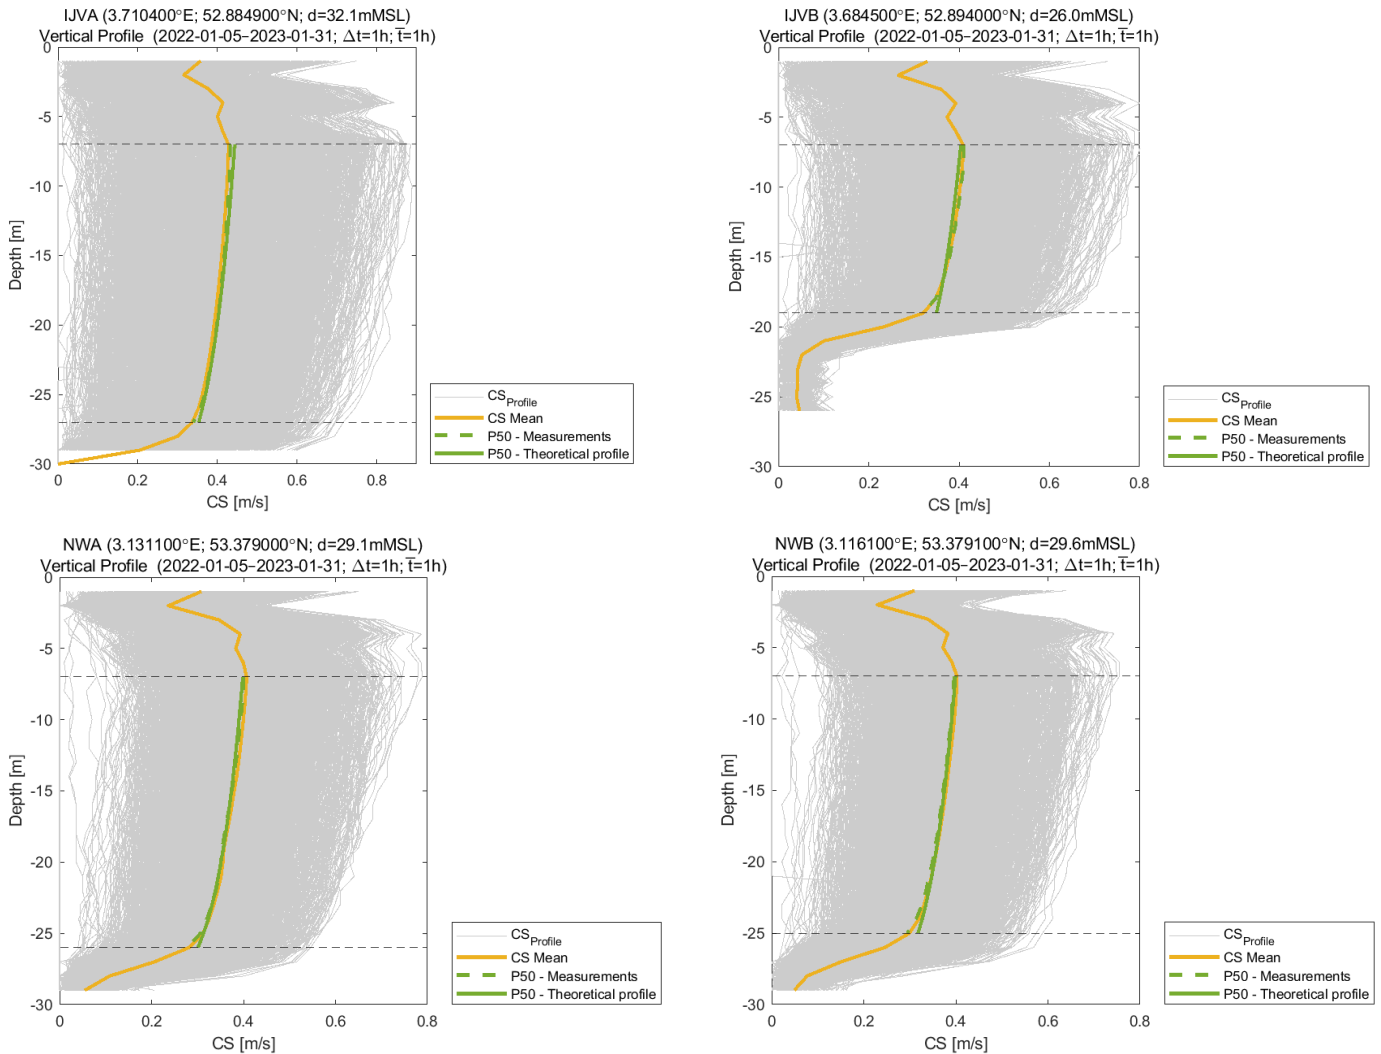 IJVA (3.710400°E; 52.884900°N; d=32.1mMSL)
Vertical Profile (2022-01-05–2023-01-31; Δt=1h; t̅=1h)
0
-5
-10
-15
-20
-25
-30
Depth [m]
0 0.2 0.4 0.6 0.8
CS [m/s]
CS_Profile
CS Mean
P50 - Measurements
P50 - Theoretical profile
IJVB (3.684500°E; 52.894000°N; d=26.0mMSL)
Vertical Profile (2022-01-05–2023-01-31; Δt=1h; t̅=1h)
0
-5
-10
-15
-20
-25
-30
Depth [m]
0 0.2 0.4 0.6 0.8
CS [m/s]
CS_Profile
CS Mean
P50 - Measurements
P50 - Theoretical profile
NWA (3.131100°E; 53.379000°N; d=29.1mMSL)
Vertical Profile (2022-01-05–2023-01-31; Δt=1h; t̅=1h)
0
-5
-10
-15
-20
-25
-30
Depth [m]
0 0.2 0.4 0.6 0.8
CS [m/s]
CS_Profile
CS Mean
P50 - Measurements
P50 - Theoretical profile
NWB (3.116100°E; 53.379100°N; d=29.6mMSL)
Vertical Profile (2022-01-05–2023-01-31; Δt=1h; t̅=1h)
0
-5
-10
-15
-20
-25
-30
Depth [m]
0 0.2 0.4 0.6 0.8
CS [m/s]
CS_Profile
CS Mean
P50 - Measurements
P50 - Theoretical profile